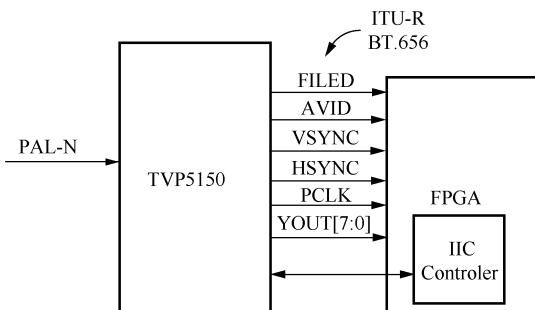 ITU-R
BT.656
FILED
AVID
VSYNC
HSYNC
PCLK
YOUT[7:0]
PAL-N
TVP5150
FPGA
IIC
Controler